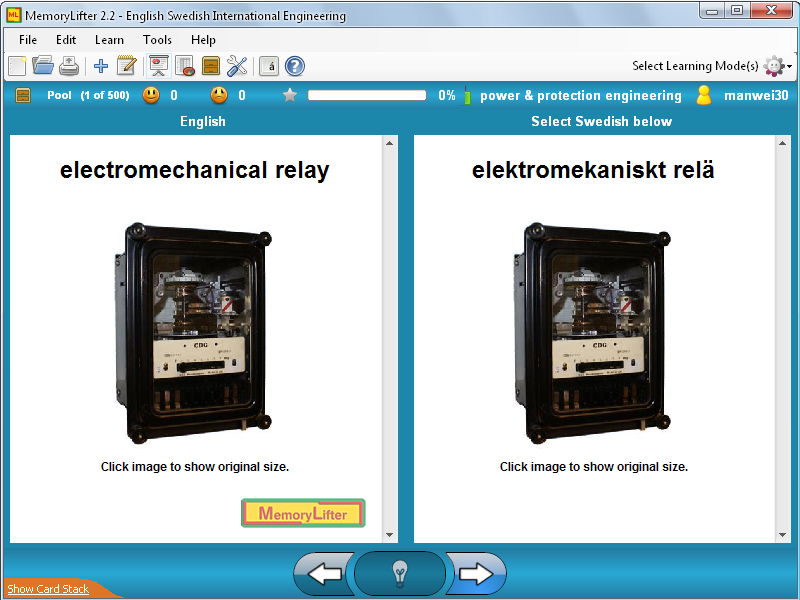 MemoryLifter 2.2 - English Swedish International Engineering
File Edit Learn Tools Help
Select Learning Mode(s)
Pool (1 of 500) 0 0 0% power & protection engineering manwei30
English
Select Swedish below
electromechanical relay
elektromekaniskt relä
CDG
CDG
Click image to show original size.
Click image to show original size.
MemoryLifter
Show Card Stack